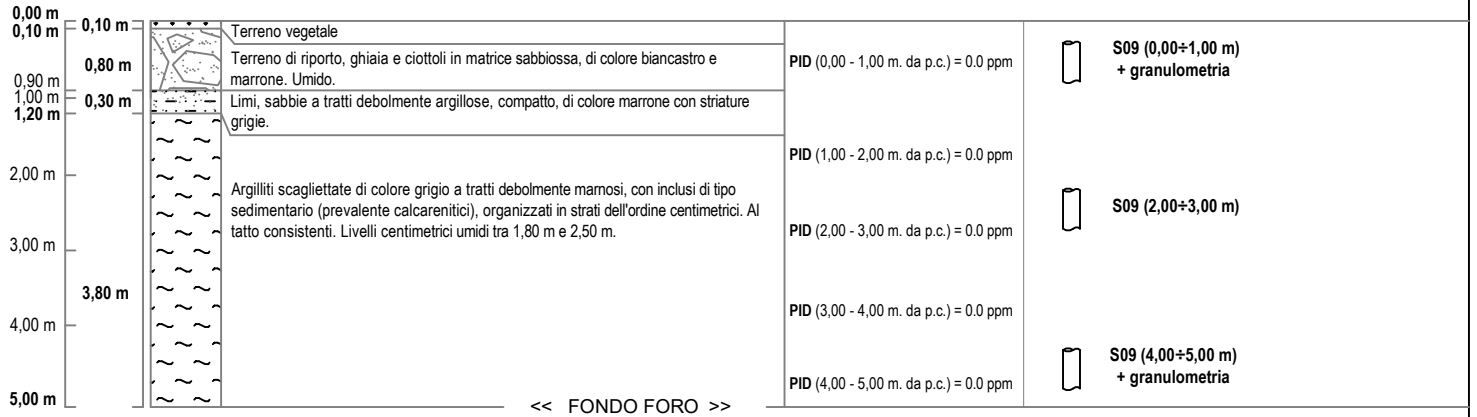 0,00 m
0,10 m
0,10 m
0,80 m
0,90 m
1,00 m
0,30 m
1,20 m
2,00 m
3,00 m
3,80 m
4,00 m
5,00 m
Terreno vegetale
Terreno di riporto, ghiaia e ciottoli in matrice sabbiossa, di colore biancastro e
marrone. Umido.
Limi, sabbie a tratti debolmente argillose, compatto, di colore marrone con striature
grigie.
Argilliti scagliettate di colore grigio a tratti debolmente marnosi, con inclusi di tipo
sedimentario (prevalente calcarenitici), organizzati in strati dell'ordine centimetrici. Al
tatto consistenti. Livelli centimetrici umidi tra 1,80 m e 2,50 m.
<< FONDO FORO >>
PID (0,00 - 1,00 m. da p.c.) = 0.0 ppm
PID (1,00 - 2,00 m. da p.c.) = 0.0 ppm
PID (2,00 - 3,00 m. da p.c.) = 0.0 ppm
PID (3,00 - 4,00 m. da p.c.) = 0.0 ppm
PID (4,00 - 5,00 m. da p.c.) = 0.0 ppm
S09 (0,00÷1,00 m)
+ granulometria
S09 (2,00÷3,00 m)
S09 (4,00÷5,00 m)
+ granulometria